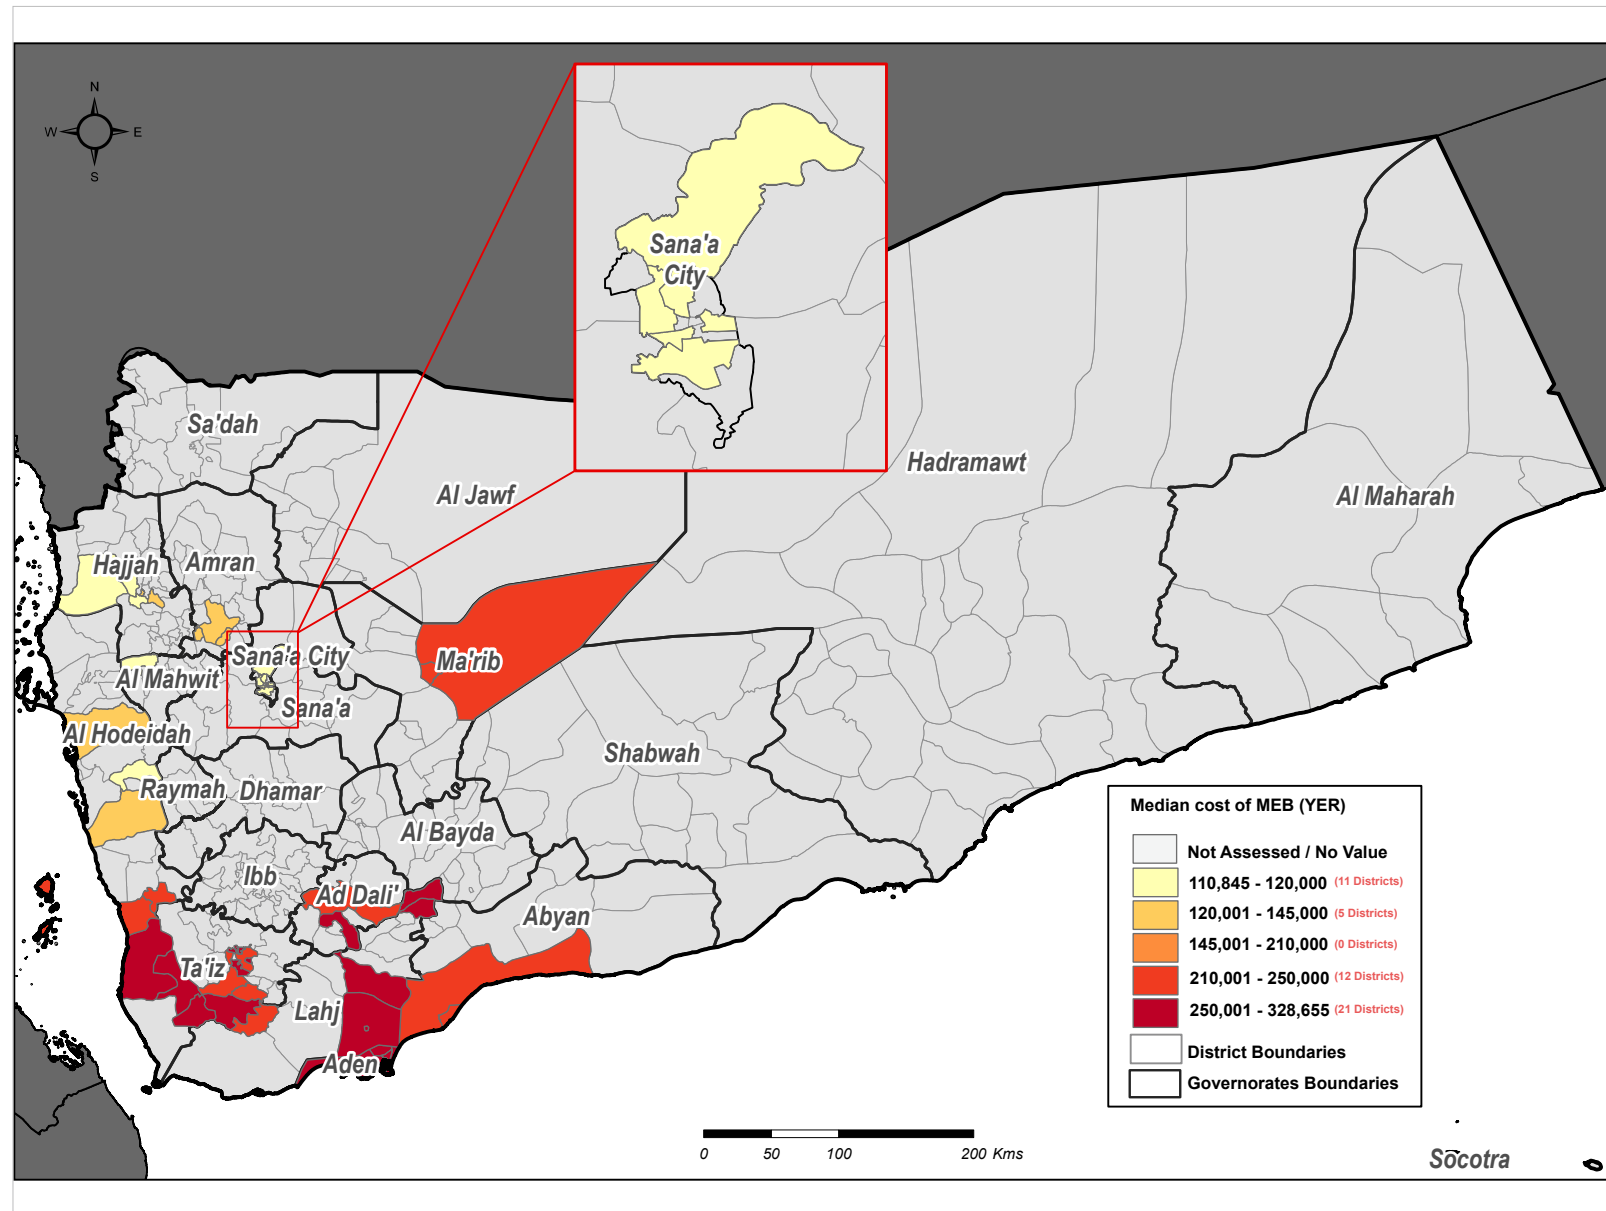 N
W E
S
Sana'a
City
Sa'dah
Al Jawf
Hadramawt
Al Maharah
Hajjah
Amran
Sana'a City
Ma'rib
Al Mahwit
Sana'a
Al Hodeidah
Shabwah
Raymah
Dhamar
Al Bayda
Ibb
Ad Dali'
Abyan
Ta'iz
Lahj
Aden
Socotra
Median cost of MEB (YER)
Not Assessed / No Value
110,845 - 120,000 (11 Districts)
120,001 - 145,000 (5 Districts)
145,001 - 210,000 (0 Districts)
210,001 - 250,000 (12 Districts)
250,001 - 328,655 (21 Districts)
District Boundaries
Governorates Boundaries
0 50 100 200 Kms